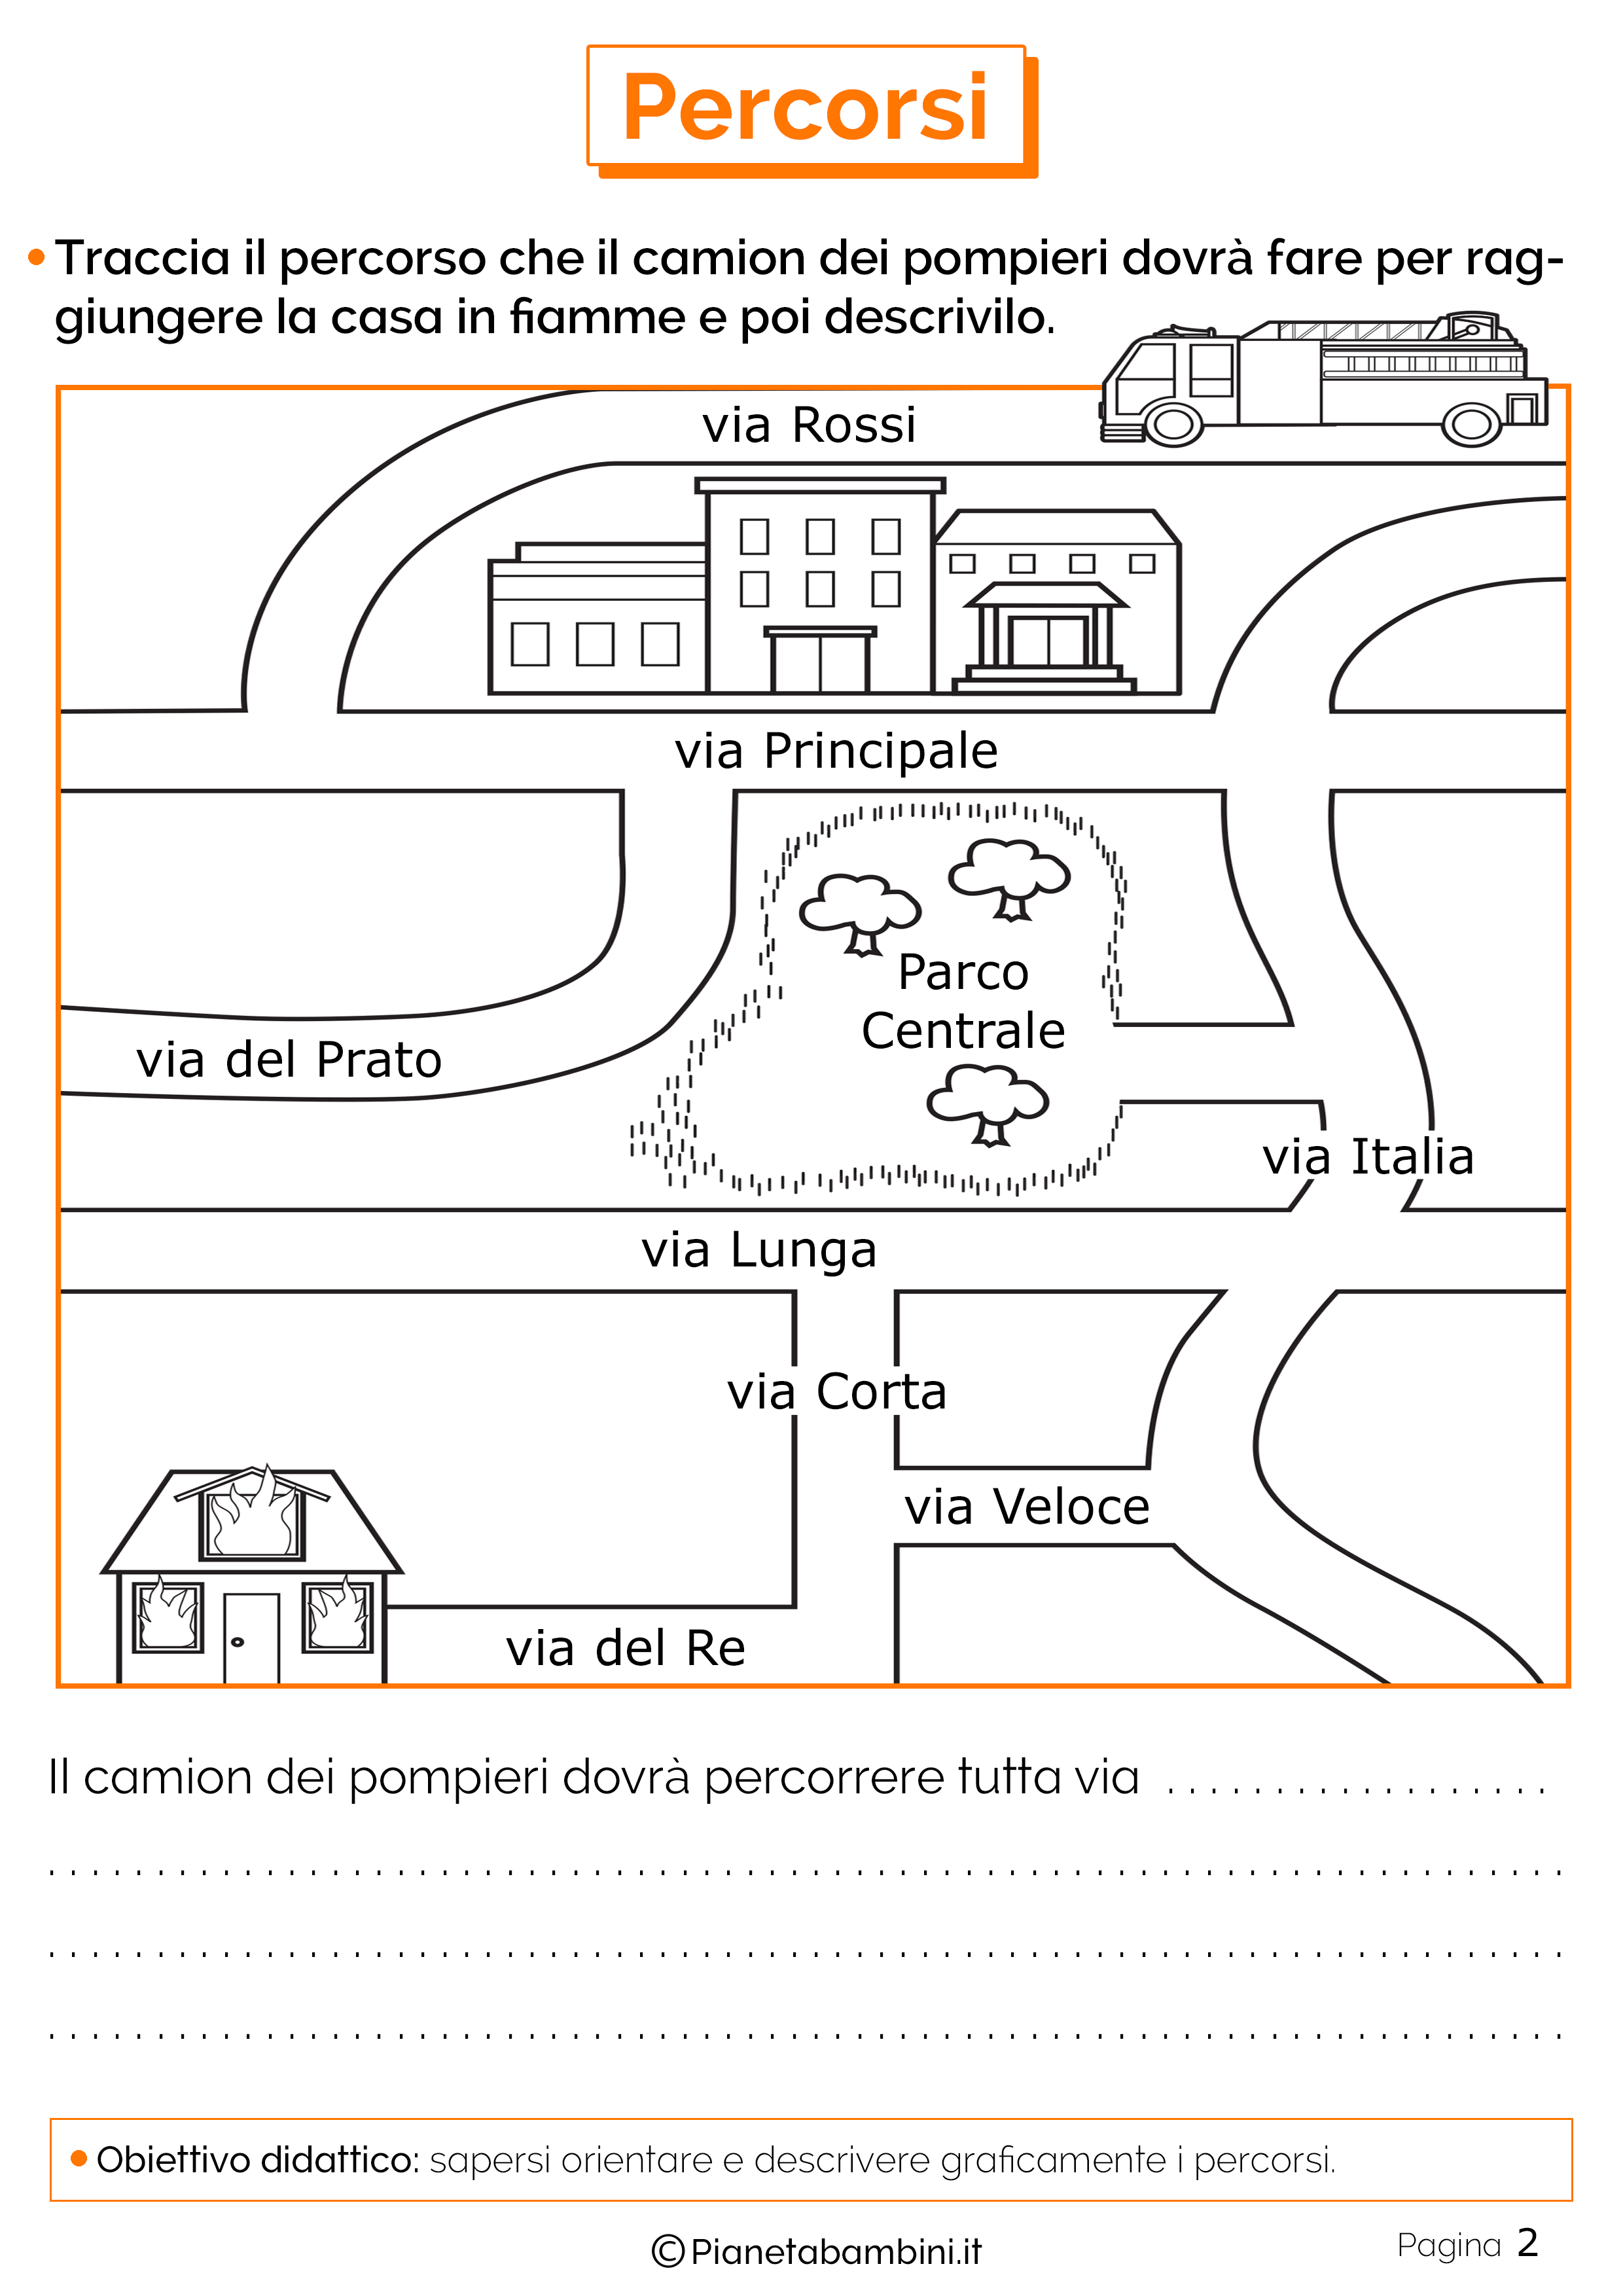 Percorsi
• Traccia il percorso che il camion dei pompieri dovrà fare per rag-
giungere la casa in fiamme e poi descrivilo.
via Rossi
via Principale
Parco
Centrale
via del Prato
via Italia
via Lunga
via Corta
via Veloce
via del Re
Il camion dei pompieri dovrà percorrere tutta via . . . . . . . . . . . . . . . . . .
• Obiettivo didattico: sapersi orientare e descrivere graficamente i percorsi.
©Pianetabambini.it
Pagina 2